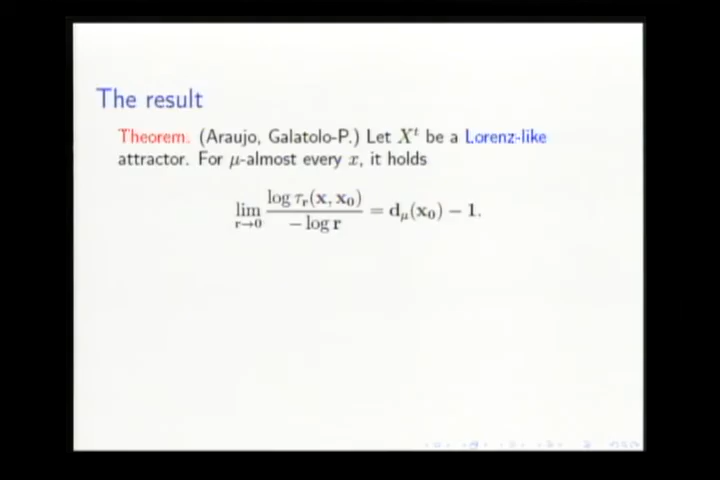 The result
Theorem. (Araujo, Galatolo-P.) Let X^t be a Lorenz-like
attractor. For μ-almost every x, it holds
lim_{r→0} log τ_r(x, x_0) / − log r = d_μ(x_0) − 1.